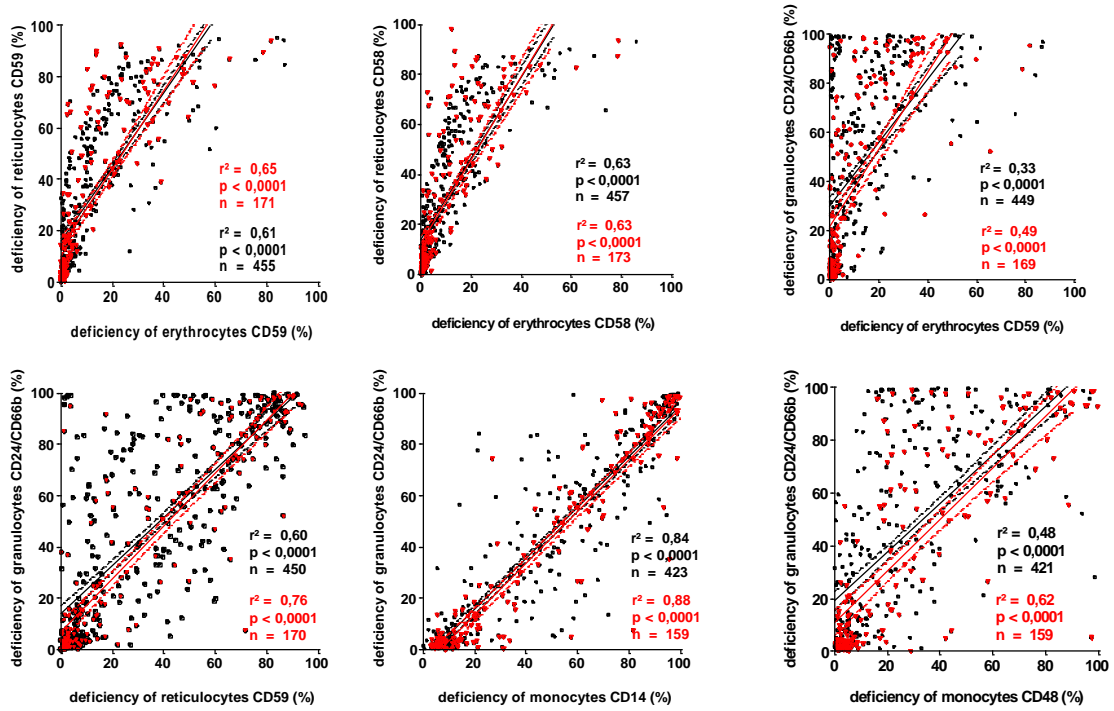 deficiency of reticulocytes CD59 (%)
100
80
60
40
20
0
r² = 0,65
p < 0,0001
n = 171
r² = 0,61
p < 0,0001
n = 455
0 20 40 60 80 100
deficiency of erythrocytes CD59 (%)
deficiency of reticulocytes CD58 (%)
100
80
60
40
20
0
r² = 0,63
p < 0,0001
n = 457
r² = 0,63
p < 0,0001
n = 173
0 20 40 60 80 100
deficiency of erythrocytes CD58 (%)
deficiency of granulocytes CD24/CD66b (%)
100
80
60
40
20
0
r² = 0,33
p < 0,0001
n = 449
r² = 0,49
p < 0,0001
n = 169
0 20 40 60 80 100
deficiency of erythrocytes CD59 (%)
deficiency of granulocytes CD24/CD66b (%)
100
80
60
40
20
0
r² = 0,60
p < 0,0001
n = 450
r² = 0,76
p < 0,0001
n = 170
0 20 40 60 80 100
deficiency of reticulocytes CD59 (%)
deficiency of granulocytes CD24/CD66b (%)
100
80
60
40
20
0
r² = 0,84
p < 0,0001
n = 423
r² = 0,88
p < 0,0001
n = 159
0 20 40 60 80 100
deficiency of monocytes CD14 (%)
deficiency of granulocytes CD24/CD66b (%)
100
80
60
40
20
0
r² = 0,48
p < 0,0001
n = 421
r² = 0,62
p < 0,0001
n = 159
0 20 40 60 80 100
deficiency of monocytes CD48 (%)